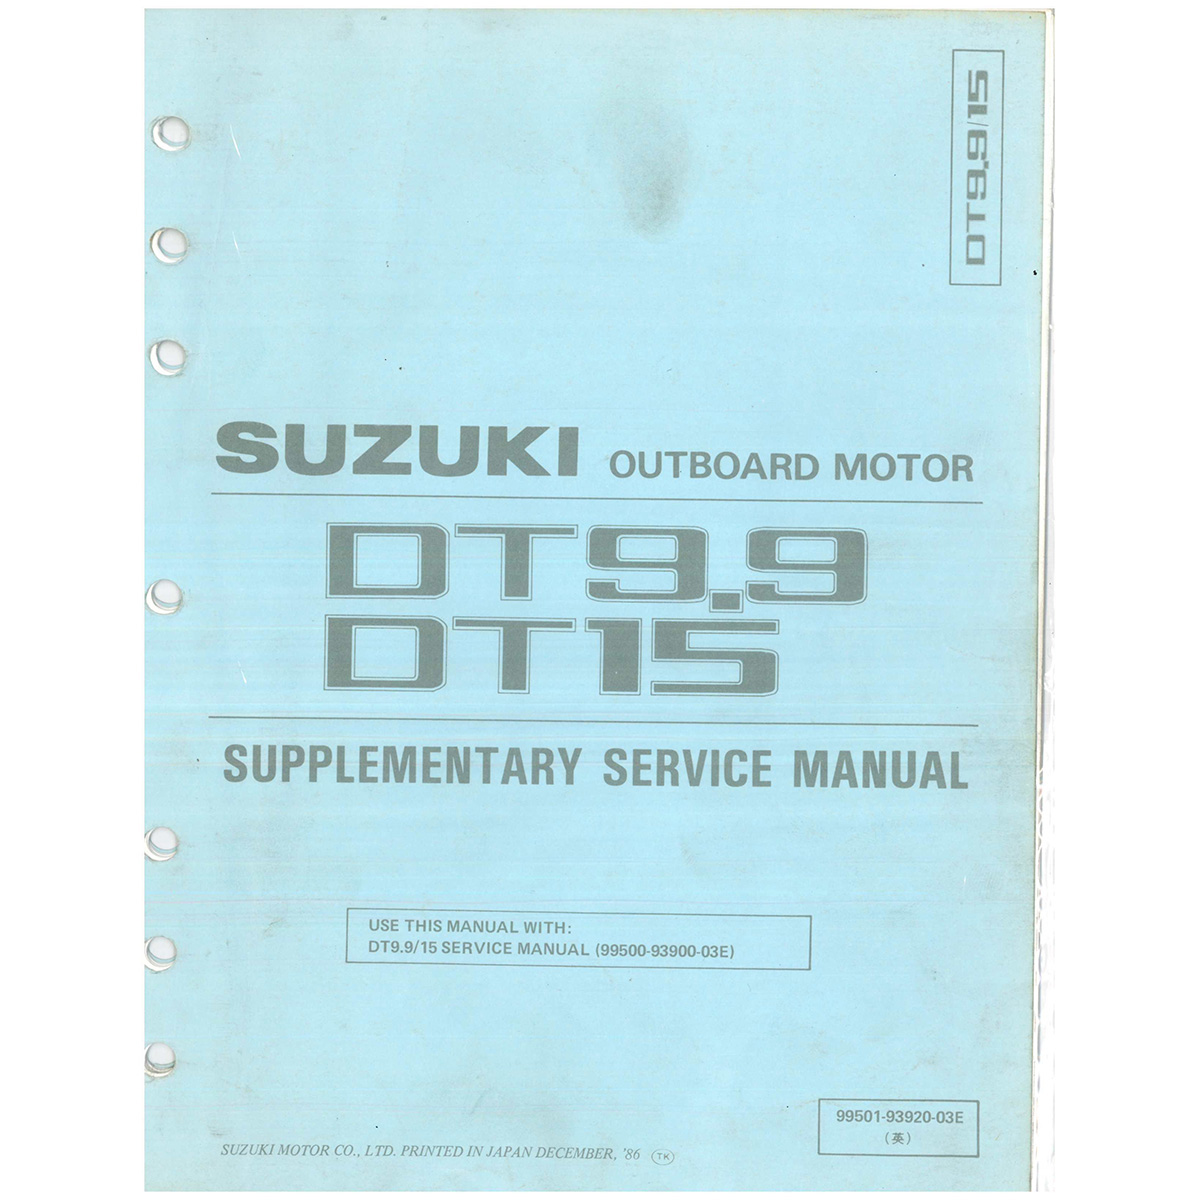 DT9.9/15
SUZUKI OUTBOARD MOTOR
DT9.9
DT15
SUPPLEMENTARY SERVICE MANUAL
USE THIS MANUAL WITH:
DT9.9/15 SERVICE MANUAL (99500-93900-03E)
99501-93920-03E
(英)
SUZUKI MOTOR CO., LTD. PRINTED IN JAPAN DECEMBER, '86 TK